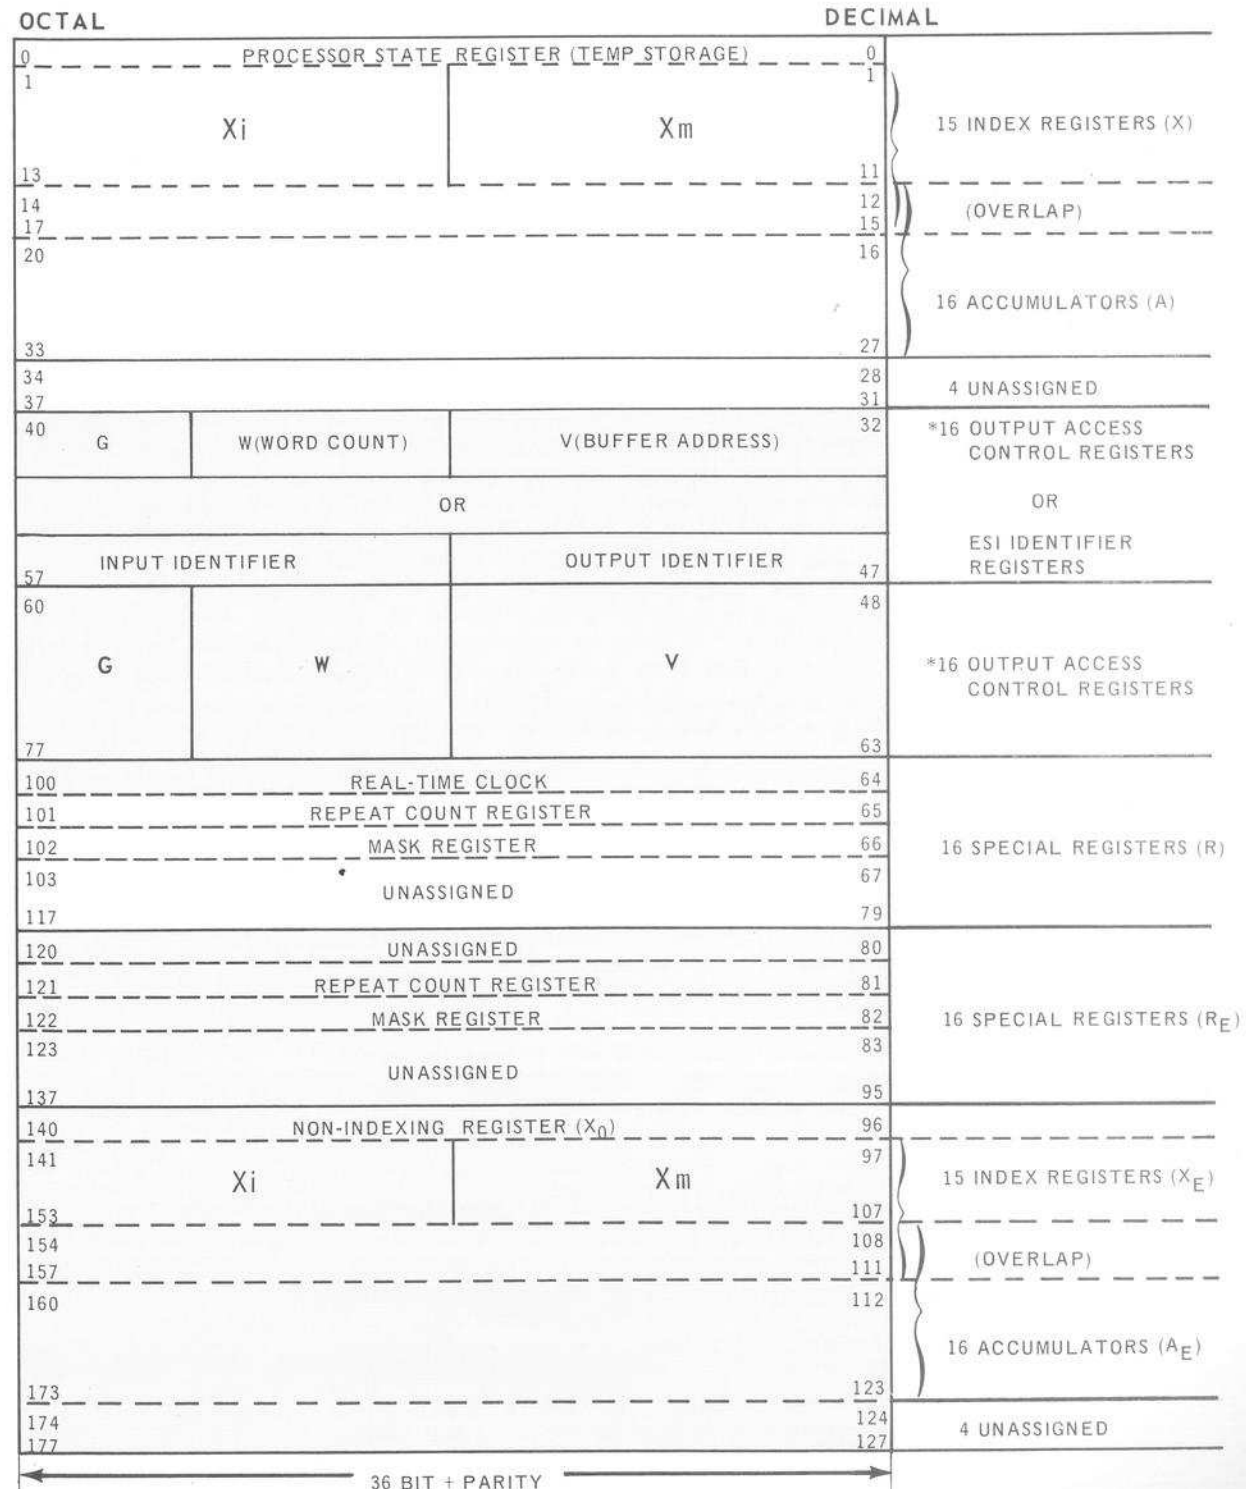 OCTAL DECIMAL
0 PROCESSOR STATE REGISTER (TEMP STORAGE) 0
1 1
Xi Xm 15 INDEX REGISTERS (X)
13 11
14 12
(OVERLAP)
17 15
20 16
16 ACCUMULATORS (A)
33 27
34 28
4 UNASSIGNED
37 31
40 G W(WORD COUNT) V(BUFFER ADDRESS) 32 *16 OUTPUT ACCESS
CONTROL REGISTERS
OR OR
INPUT IDENTIFIER OUTPUT IDENTIFIER ESI IDENTIFIER
57 47 REGISTERS
60 48
G W V *16 OUTPUT ACCESS
CONTROL REGISTERS
77 63
100 REAL-TIME CLOCK 64
101 REPEAT COUNT REGISTER 65
102 MASK REGISTER 66 16 SPECIAL REGISTERS (R)
103 67
UNASSIGNED
117 79
120 UNASSIGNED 80
121 REPEAT COUNT REGISTER 81
122 MASK REGISTER 82 16 SPECIAL REGISTERS (RE)
123 83
UNASSIGNED
137 95
140 NON-INDEXING REGISTER (X0) 96
141 97
Xi Xm 15 INDEX REGISTERS (XE)
153 107
154 108
(OVERLAP)
157 111
160 112
16 ACCUMULATORS (AE)
173 123
174 124
4 UNASSIGNED
177 127
36 BIT + PARITY